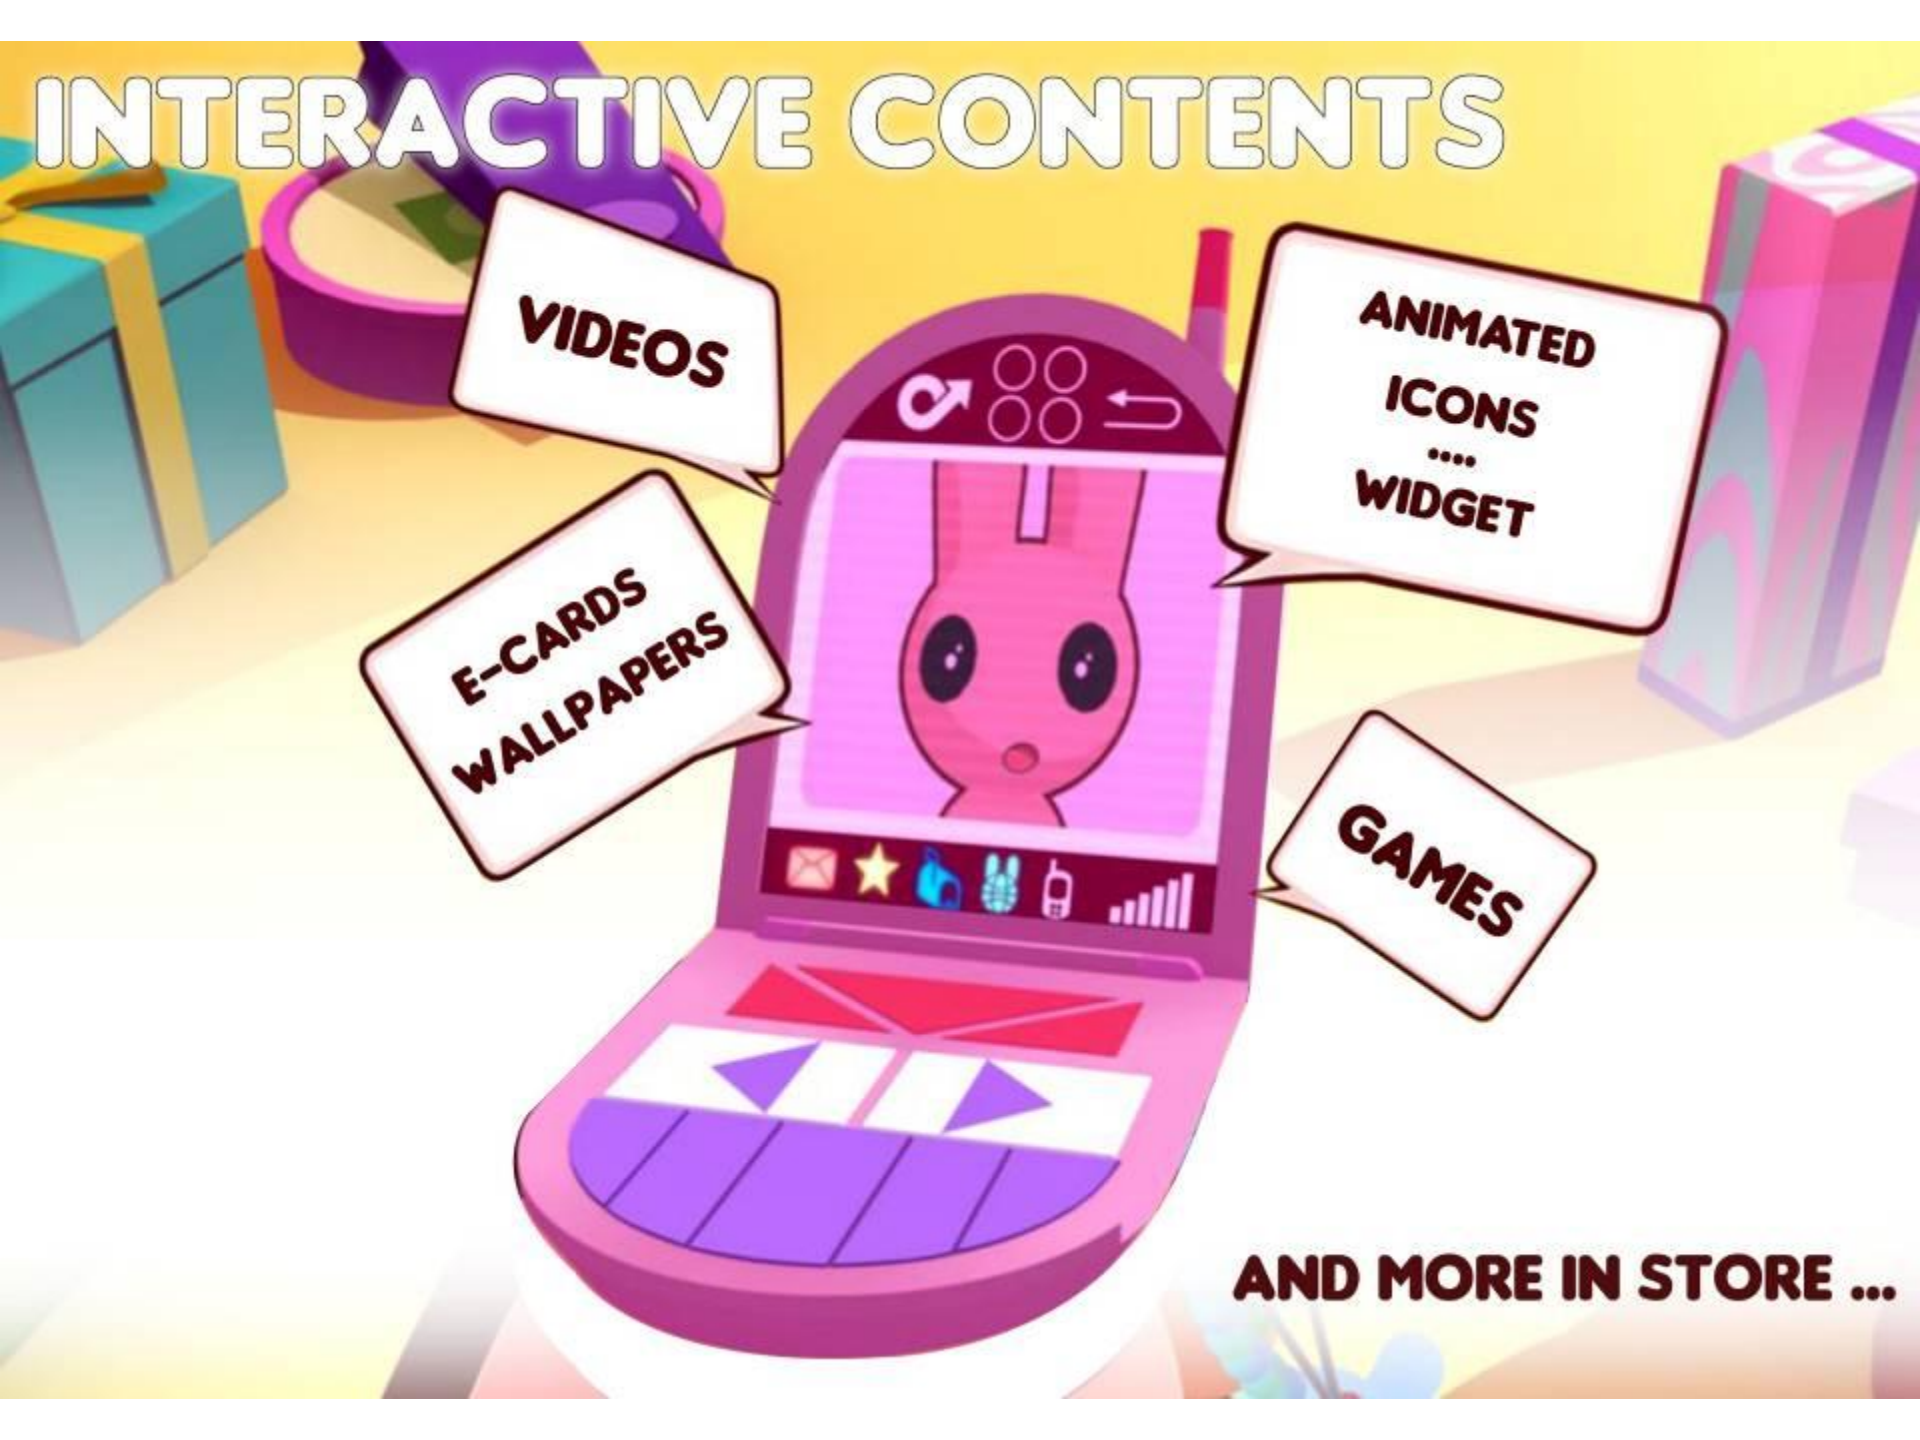 INTERACTIVE CONTENTS
VIDEOS
ANIMATED
ICONS
....
WIDGET
E-CARDS
WALLPAPERS
GAMES
AND MORE IN STORE ...